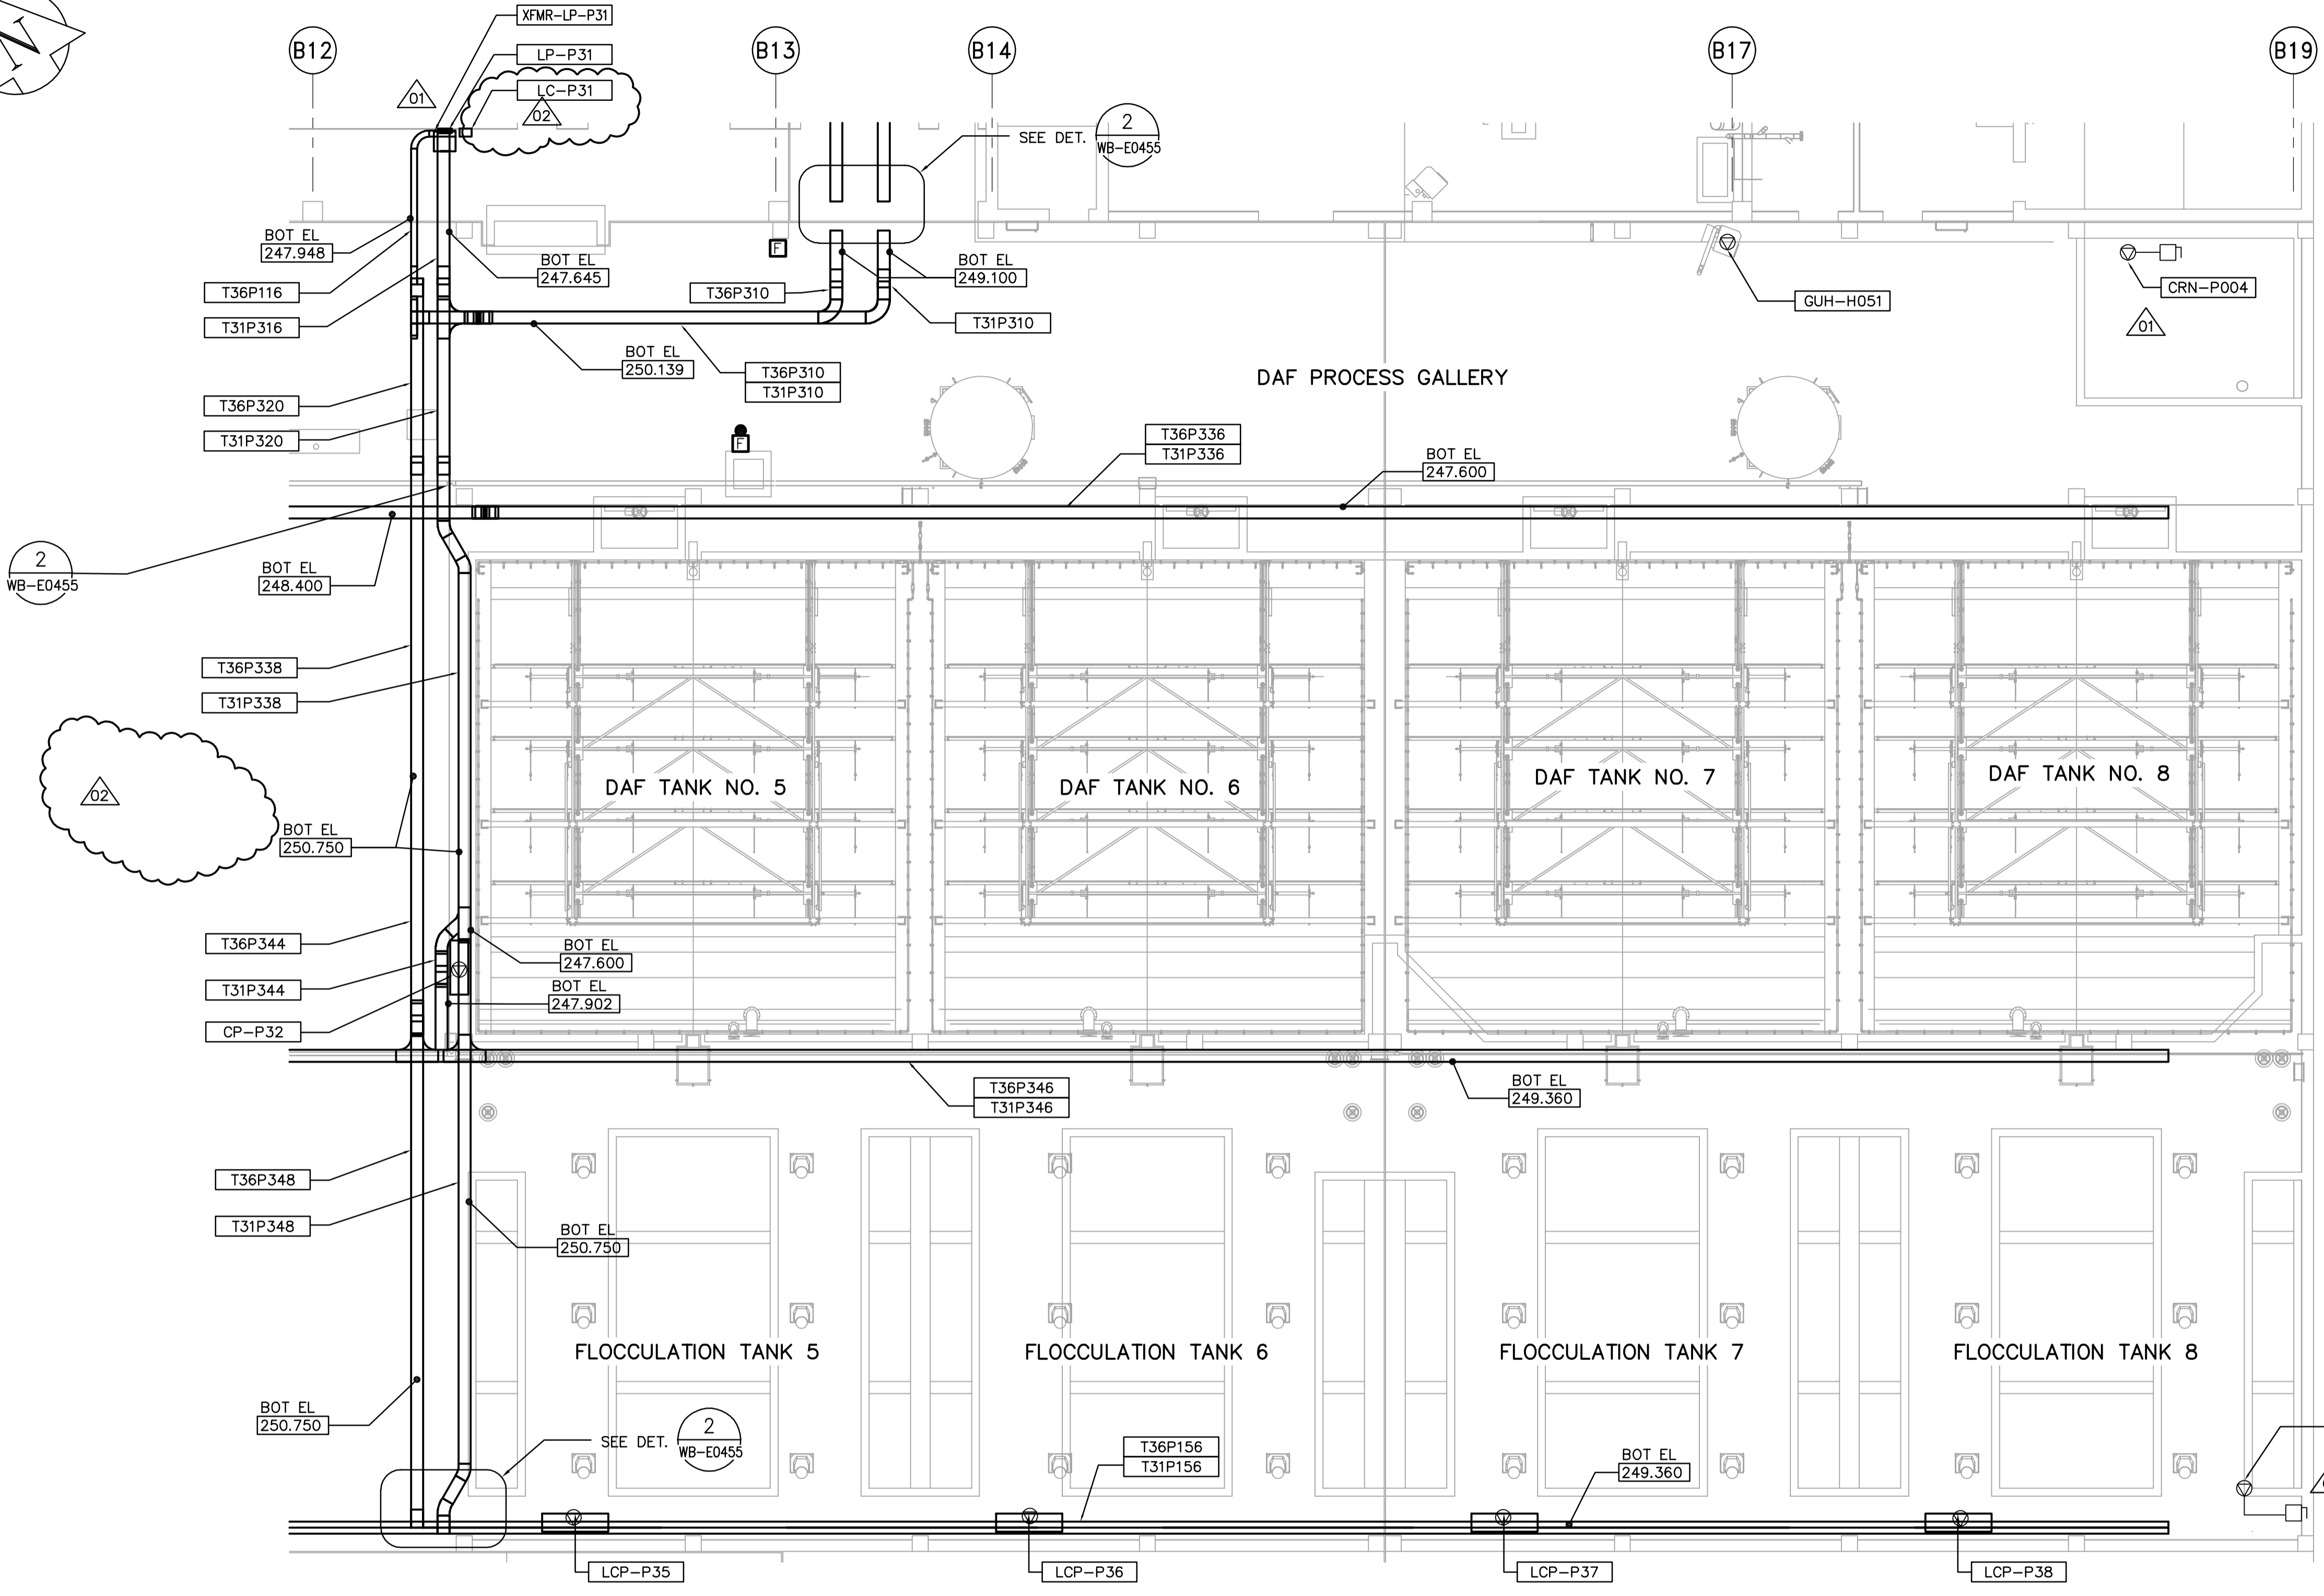 N
XFMR-LP-P31
LP-P31
LC-P31
B12
B13
B14
B17
B19
01
02
SEE DET.
2
WB-E0455
BOT EL
247.948
BOT EL
247.645
T36P116
T31P316
T36P310
F
BOT EL
249.100
T31P310
GUH-H051
CRN-P004
01
BOT EL
250.139
T36P310
T31P310
DAF PROCESS GALLERY
T36P320
T31P320
F
T36P336
T31P336
BOT EL
247.600
2
WB-E0455
BOT EL
248.400
T36P338
T31P338
02
BOT EL
250.750
DAF TANK NO. 5
DAF TANK NO. 6
DAF TANK NO. 7
DAF TANK NO. 8
T36P344
T31P344
CP-P32
BOT EL
247.600
BOT EL
247.902
T36P346
T31P346
BOT EL
249.360
T36P348
T31P348
BOT EL
250.750
FLOCCULATION TANK 5
FLOCCULATION TANK 6
FLOCCULATION TANK 7
FLOCCULATION TANK 8
BOT EL
250.750
SEE DET.
2
WB-E0455
T36P156
T31P156
BOT EL
249.360
LCP-P35
LCP-P36
LCP-P37
LCP-P38